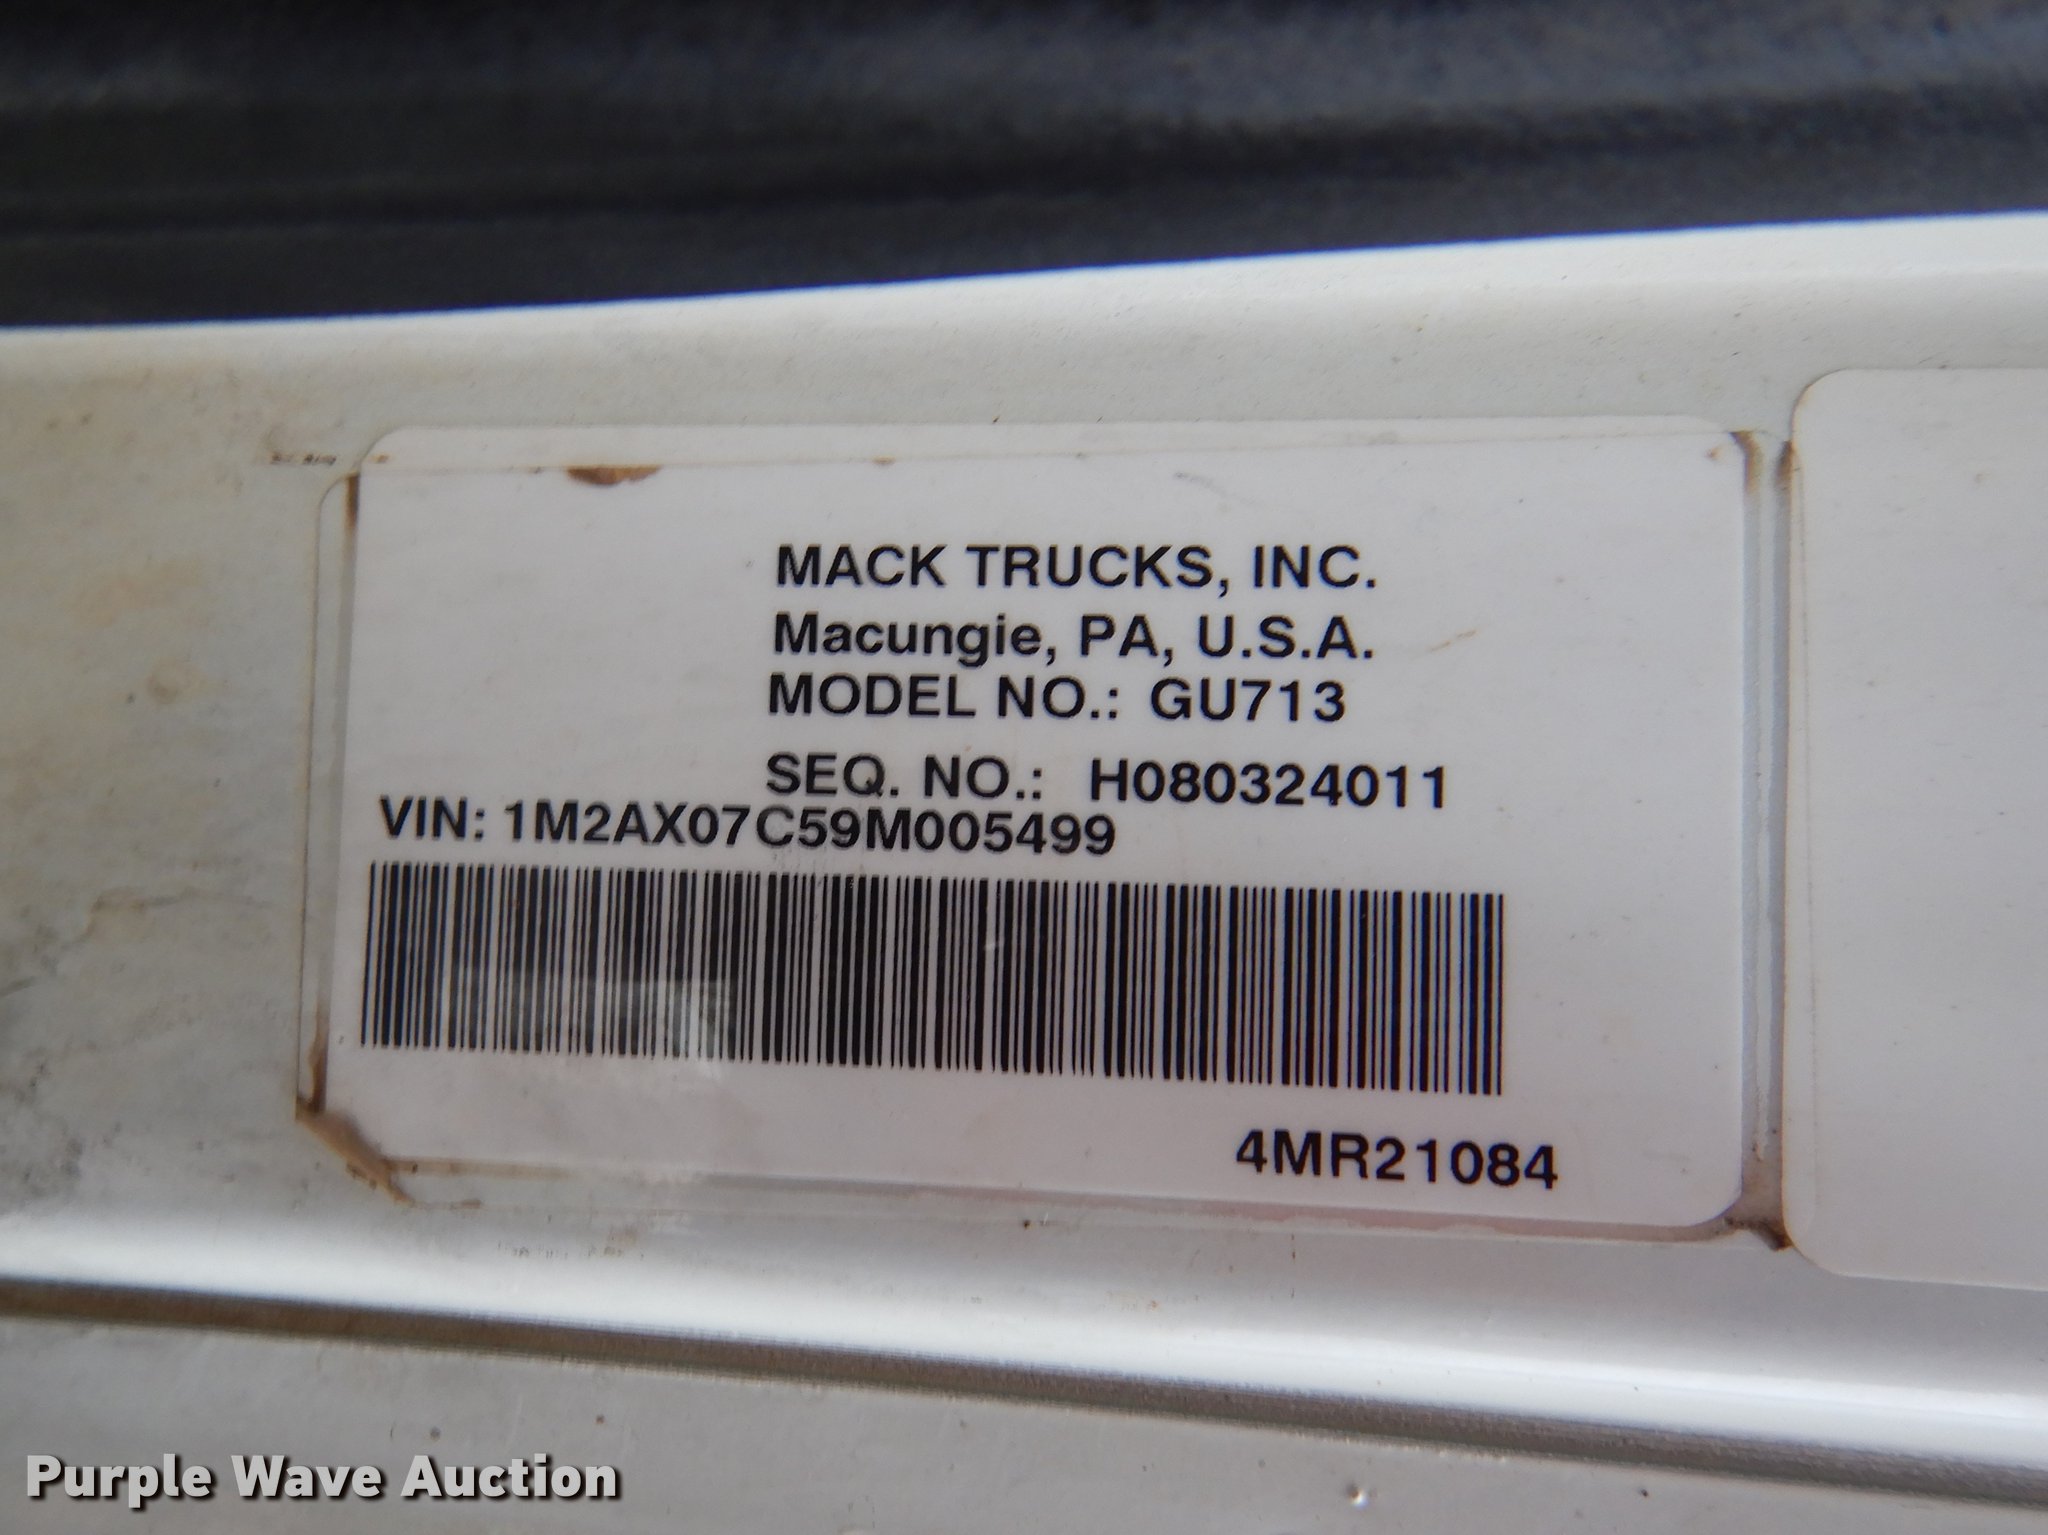 MACK TRUCKS, INC.
Macungie, PA, U.S.A.
MODEL NO.: GU713
SEQ. NO.: H080324011
VIN: 1M2AX07C59M005499
4MR21084
Purple Wave Auction